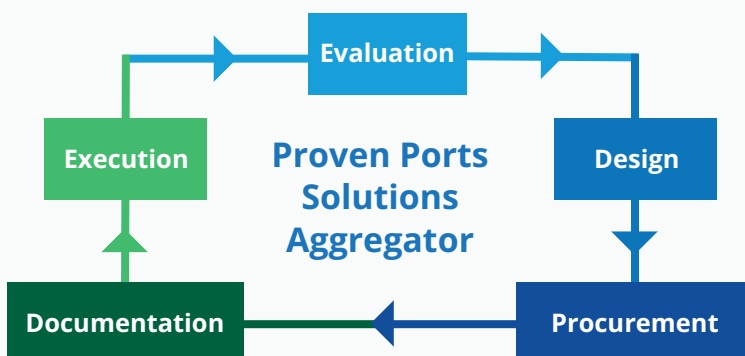 Evaluation
Execution
Proven Ports
Solutions
Aggregator
Design
Documentation
Procurement